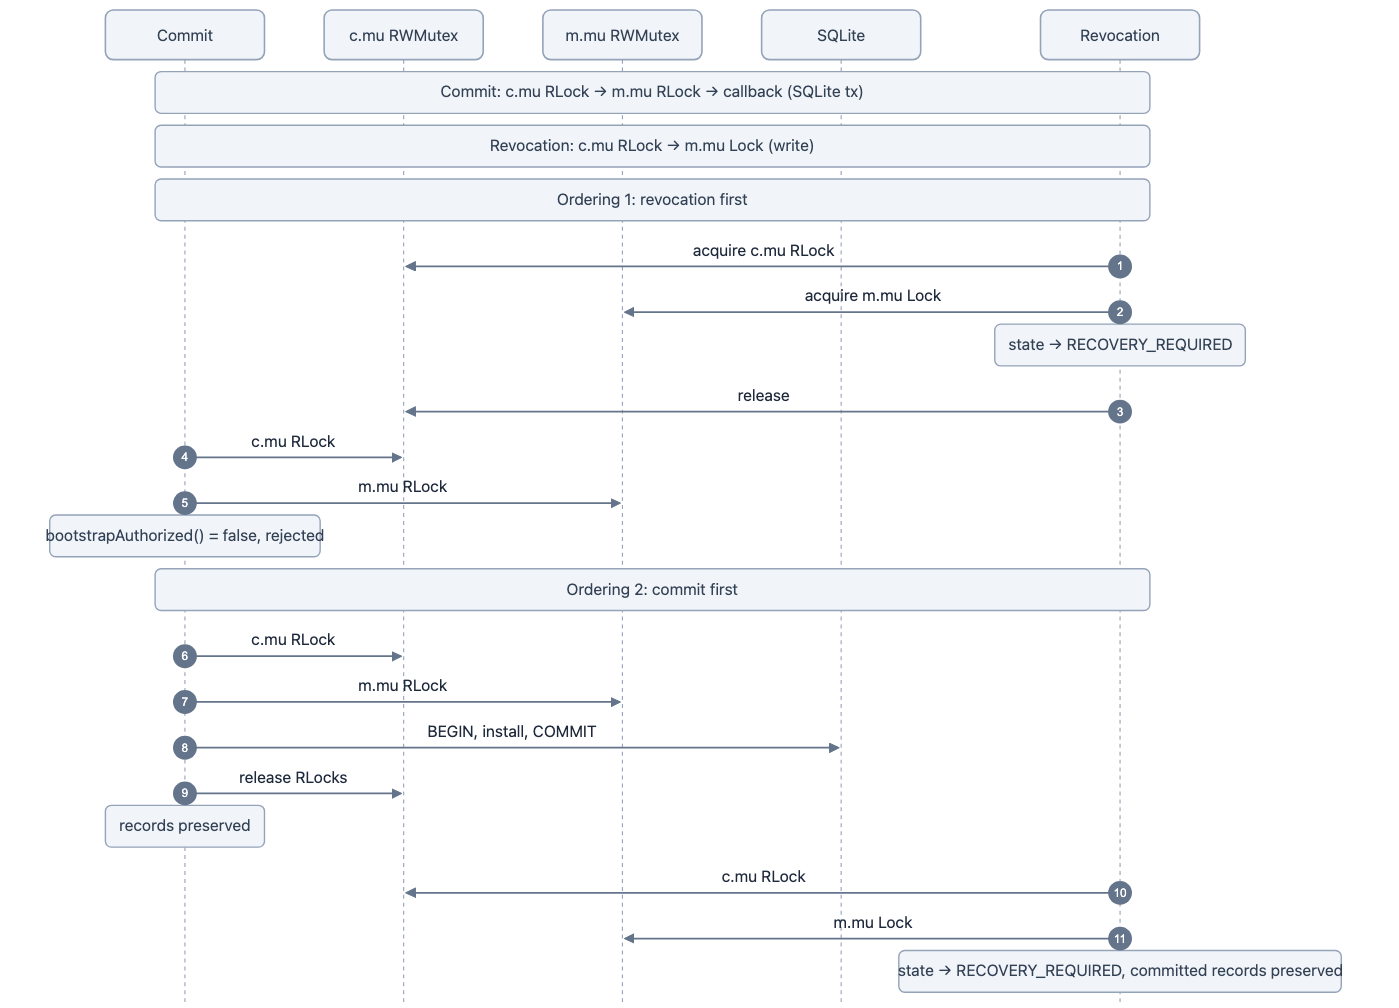 Commit
c.mu RWMutex
m.mu RWMutex
SQLite
Revocation
Commit: c.mu RLock → m.mu RLock → callback (SQLite tx)
Revocation: c.mu RLock → m.mu Lock (write)
Ordering 1: revocation first
acquire c.mu RLock
1
acquire m.mu Lock
2
state → RECOVERY_REQUIRED
release
3
c.mu RLock
4
m.mu RLock
5
bootstrapAuthorized() = false, rejected
Ordering 2: commit first
c.mu RLock
6
m.mu RLock
7
BEGIN, install, COMMIT
8
release RLocks
9
records preserved
c.mu RLock
10
m.mu Lock
11
state → RECOVERY_REQUIRED, committed records preserved